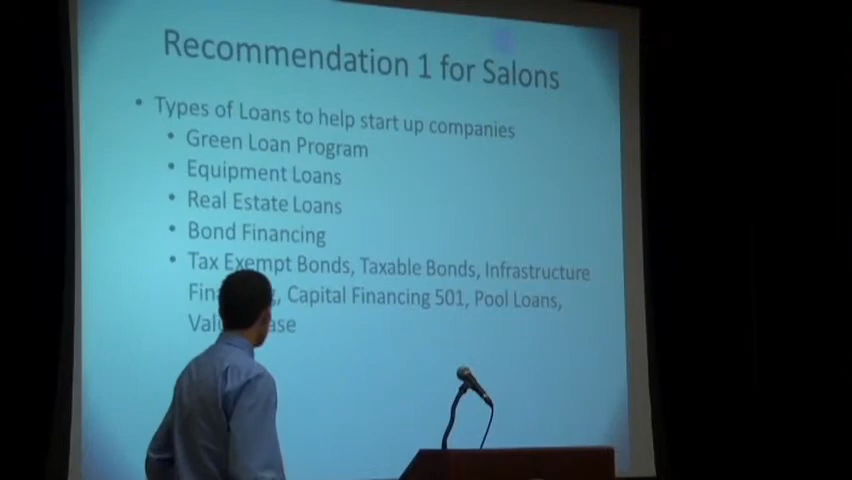 Recommendation 1 for Salons
• Types of Loans to help start up companies
• Green Loan Program
• Equipment Loans
• Real Estate Loans
• Bond Financing
• Tax Exempt Bonds, Taxable Bonds, Infrastructure
Capital Financing 501, Pool Loans,